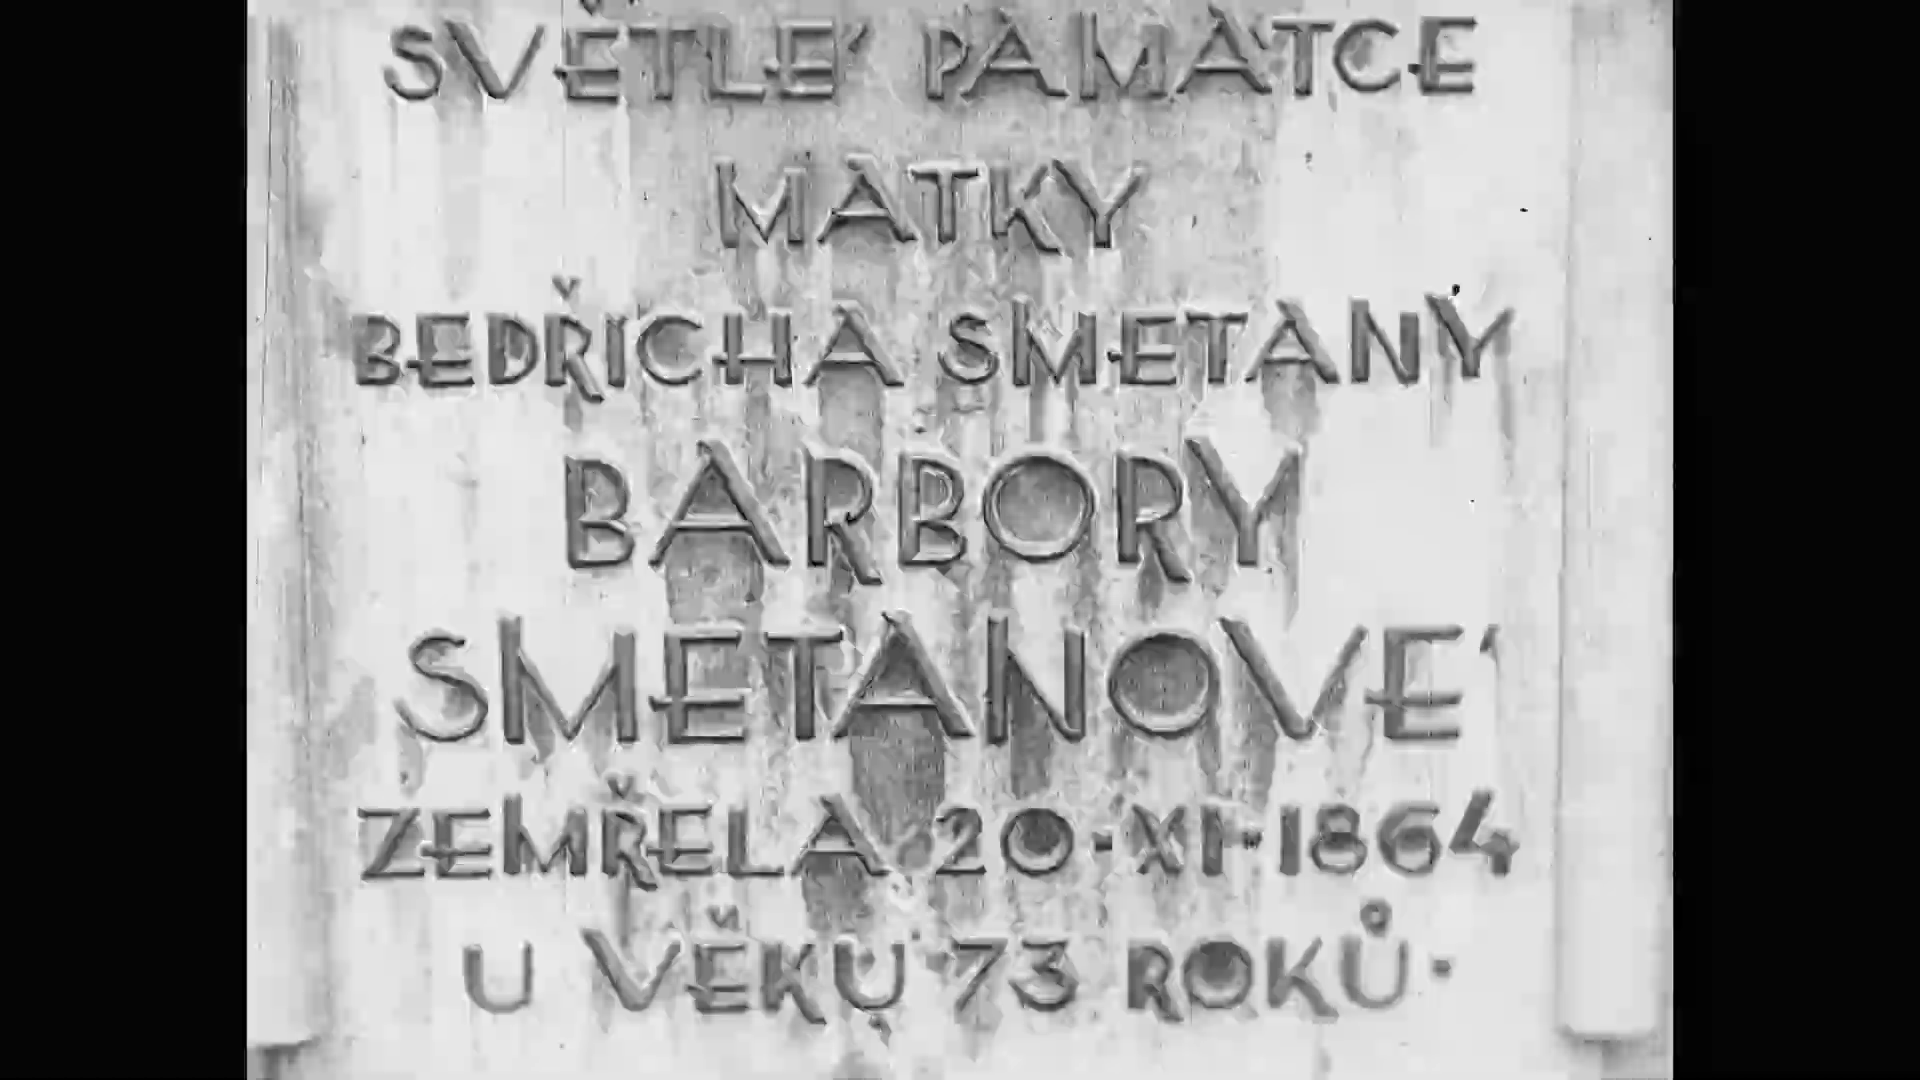 SVĚTLÉ PAMÁTCE
MATKY
BEDŘICHA SMETANY
BARBORY
SMETANOVÉ
ZEMŘELA 20·XI·1864
U VĚKU 73 ROKŮ·